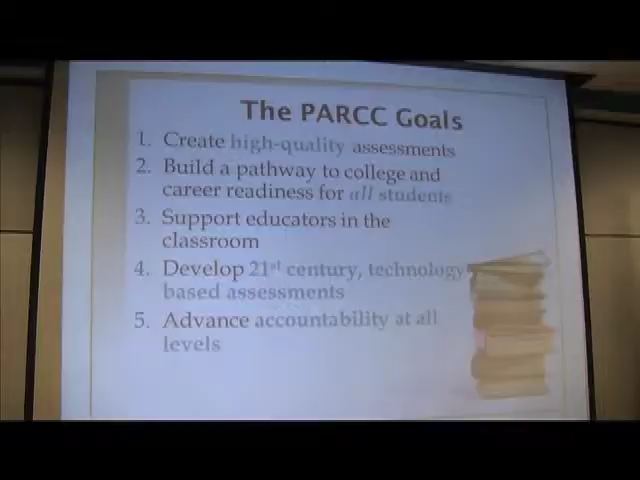 The PARCC Goals
1. Create high-quality assessments
2. Build a pathway to college and
career readiness for all students
3. Support educators in the
classroom
4. Develop 21st century, technology
based assessments
5. Advance accountability at all
levels